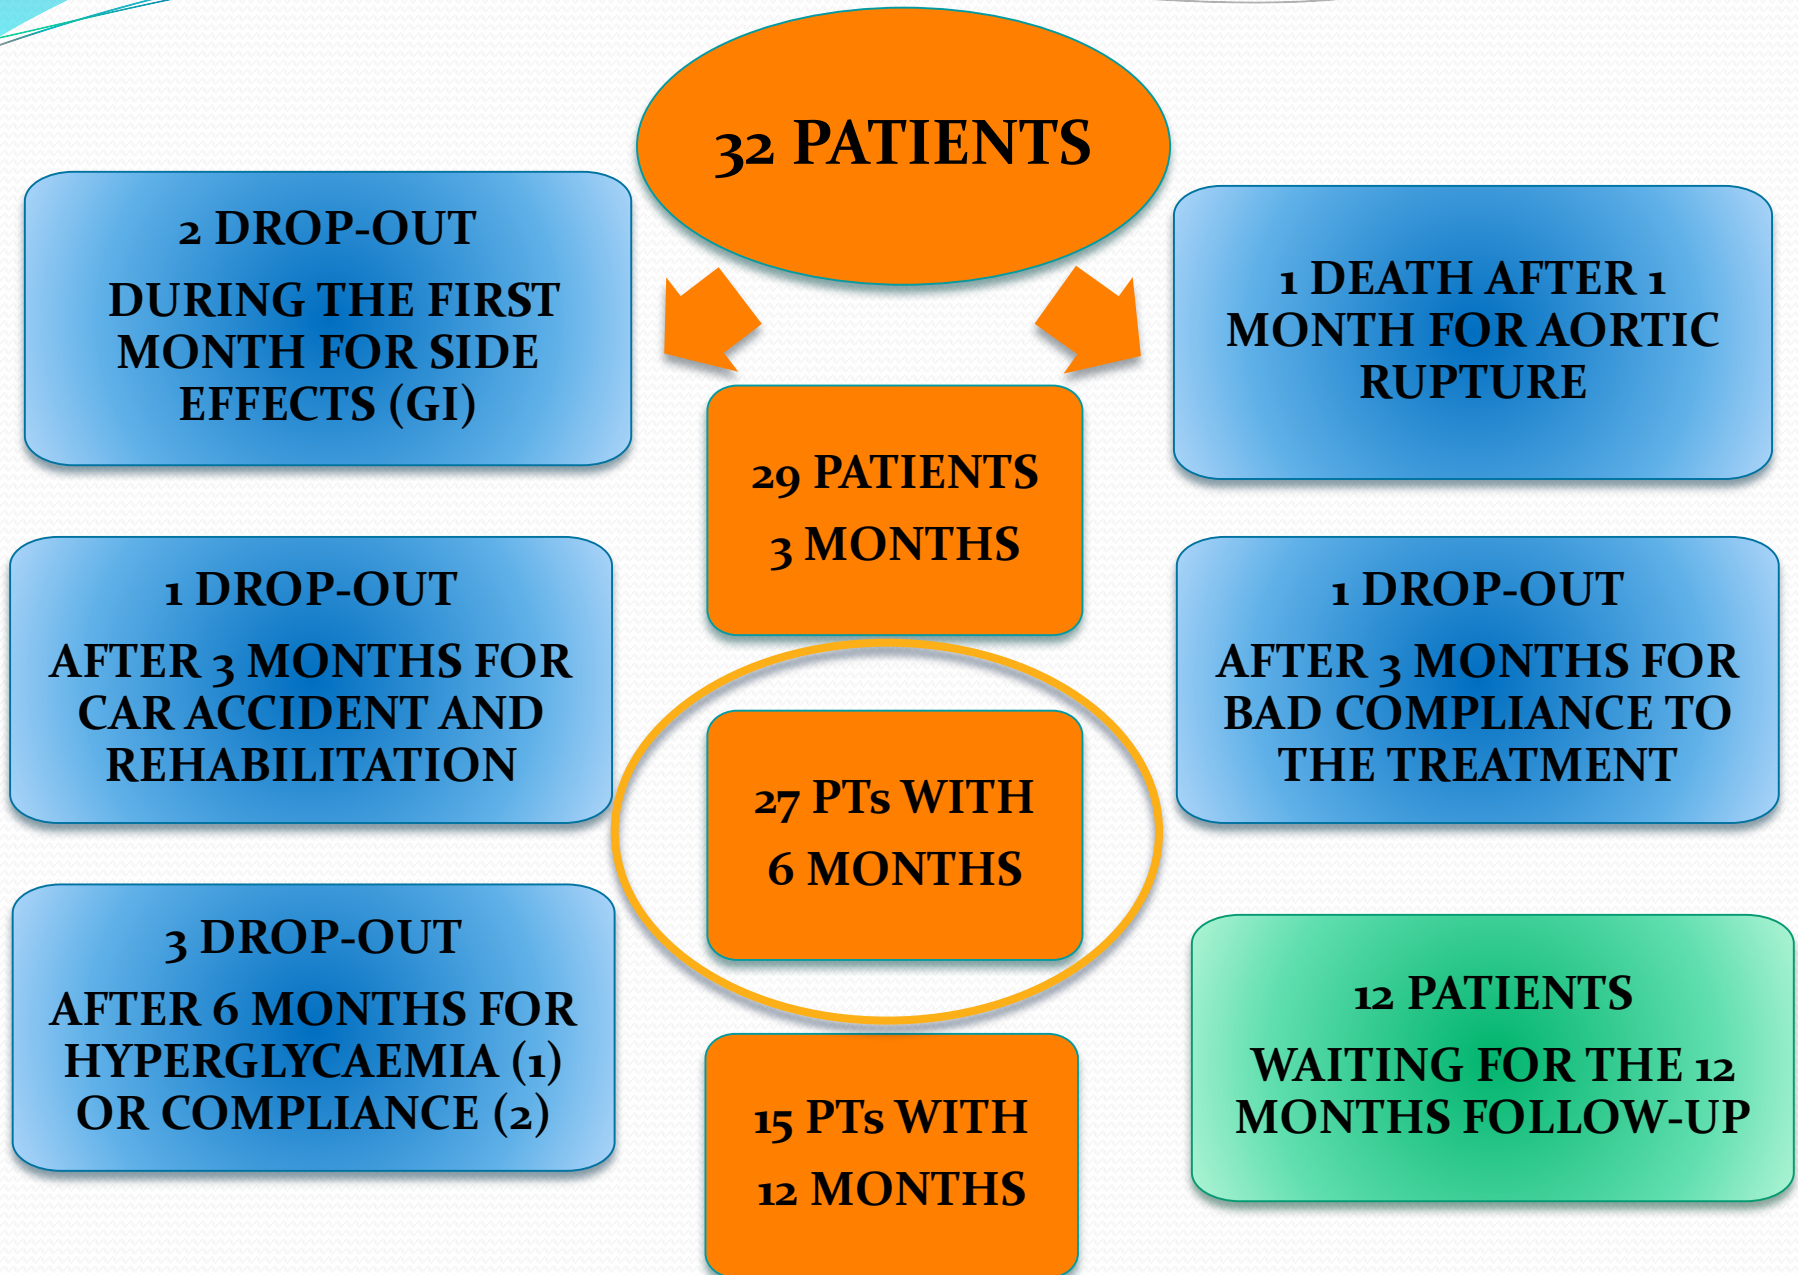 32 PATIENTS
2 DROP-OUT
DURING THE FIRST
MONTH FOR SIDE
EFFECTS (GI)
1 DEATH AFTER 1
MONTH FOR AORTIC
RUPTURE
29 PATIENTS
3 MONTHS
1 DROP-OUT
AFTER 3 MONTHS FOR
CAR ACCIDENT AND
REHABILITATION
1 DROP-OUT
AFTER 3 MONTHS FOR
BAD COMPLIANCE TO
THE TREATMENT
27 PTs WITH
6 MONTHS
3 DROP-OUT
AFTER 6 MONTHS FOR
HYPERGLYCAEMIA (1)
OR COMPLIANCE (2)
12 PATIENTS
WAITING FOR THE 12
MONTHS FOLLOW-UP
15 PTs WITH
12 MONTHS